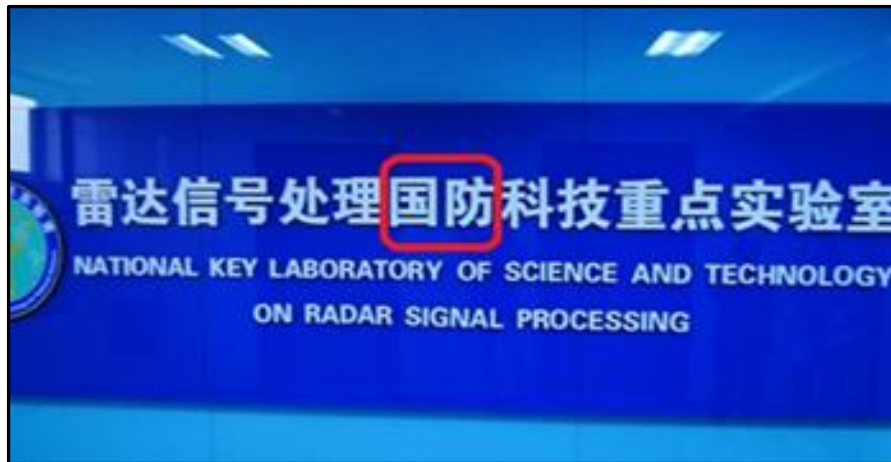 雷达信号处理国防科技重点实验室
NATIONAL KEY LABORATORY OF SCIENCE AND TECHNOLOGY
ON RADAR SIGNAL PROCESSING